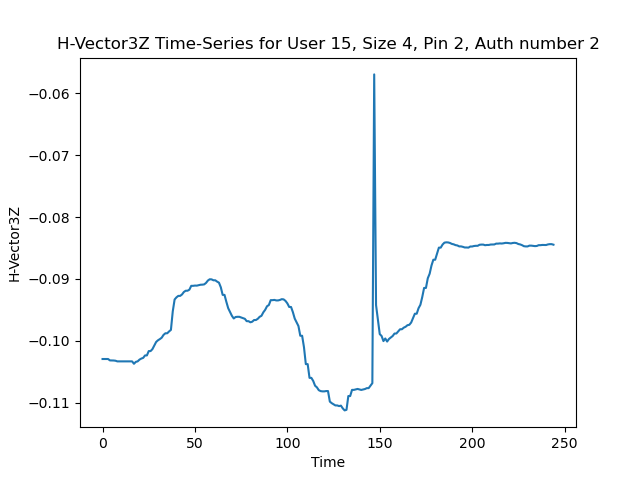 H-Vector3Z Time-Series for User 15, Size 4, Pin 2, Auth number 2
−0.06
−0.07
−0.08
−0.09
−0.10
−0.11
H-Vector3Z
0 50 100 150 200 250
Time